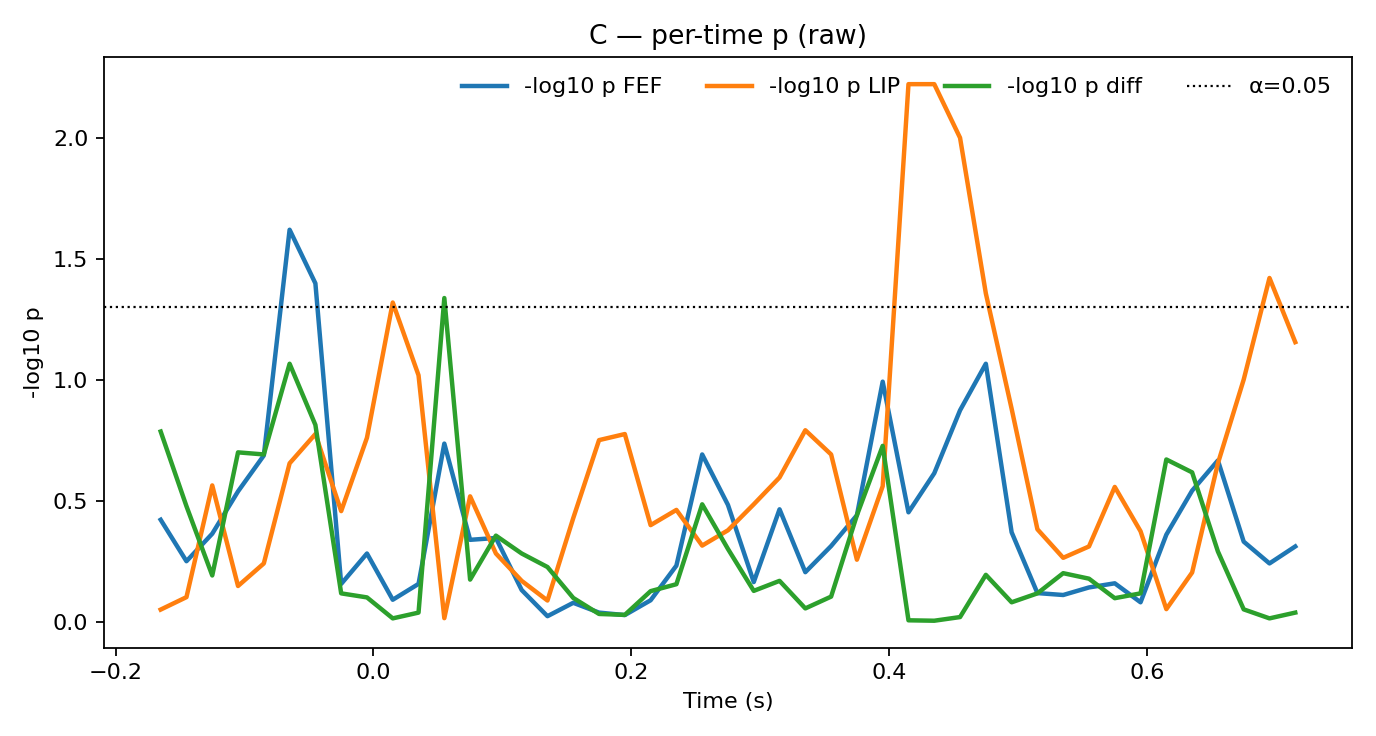 C — per-time p (raw)
-log10 p FEF
-log10 p LIP
-log10 p diff
α=0.05
2.0
1.5
1.0
0.5
0.0
-log10 p
−0.2
0.0
0.2
0.4
0.6
Time (s)